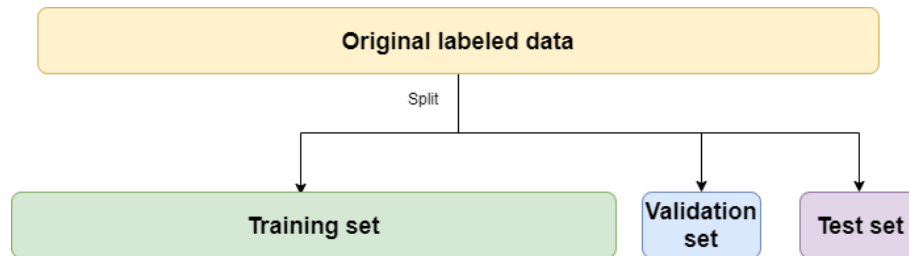 Original labeled data
Split
Training set
Validation
set
Test set